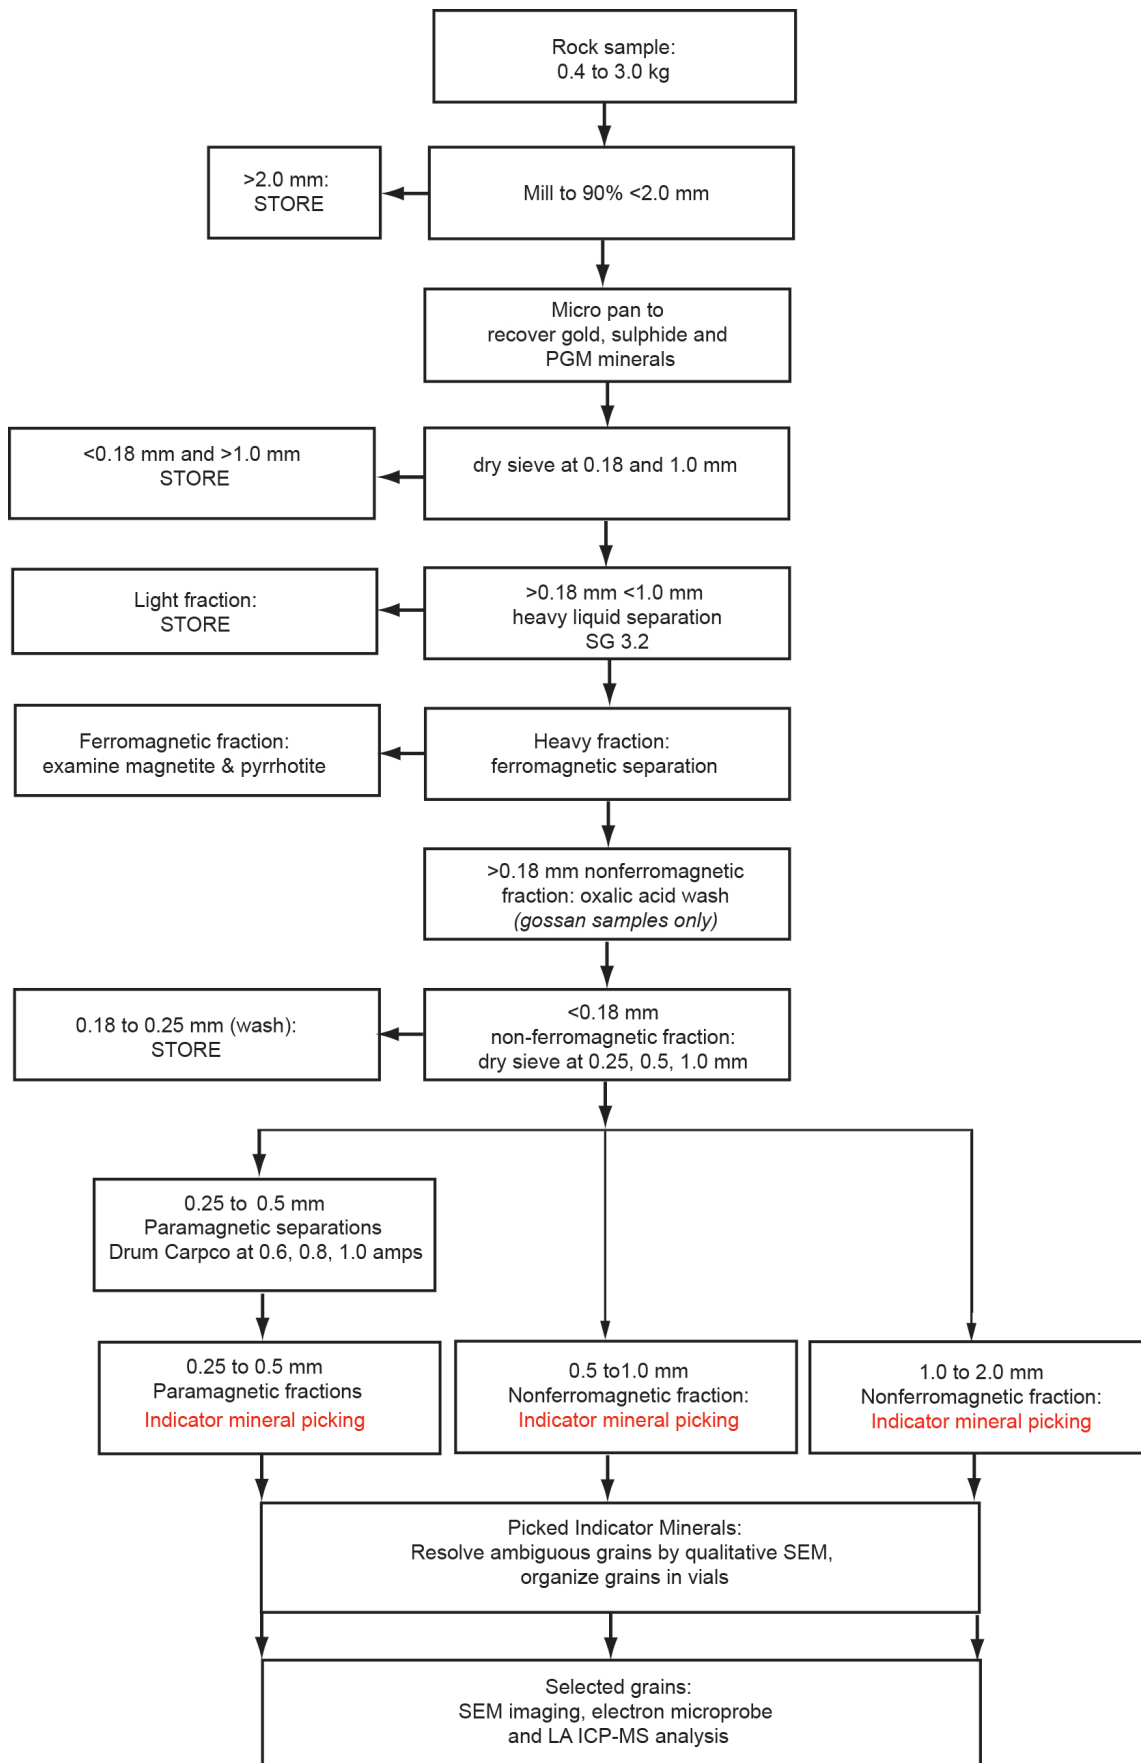 Rock sample:
0.4 to 3.0 kg
>2.0 mm:
STORE
Mill to 90% <2.0 mm
Micro pan to
recover gold, sulphide and
PGM minerals
<0.18 mm and >1.0 mm
STORE
dry sieve at 0.18 and 1.0 mm
Light fraction:
STORE
>0.18 mm <1.0 mm
heavy liquid separation
SG 3.2
Ferromagnetic fraction:
examine magnetite & pyrrhotite
Heavy fraction:
ferromagnetic separation
>0.18 mm nonferromagnetic
fraction: oxalic acid wash
(gossan samples only)
0.18 to 0.25 mm (wash):
STORE
<0.18 mm
non-ferromagnetic fraction:
dry sieve at 0.25, 0.5, 1.0 mm
0.25 to 0.5 mm
Paramagnetic separations
Drum Carpco at 0.6, 0.8, 1.0 amps
0.25 to 0.5 mm
Paramagnetic fractions
Indicator mineral picking
0.5 to1.0 mm
Nonferromagnetic fraction:
Indicator mineral picking
1.0 to 2.0 mm
Nonferromagnetic fraction:
Indicator mineral picking
Picked Indicator Minerals:
Resolve ambiguous grains by qualitative SEM,
organize grains in vials
Selected grains:
SEM imaging, electron microprobe
and LA ICP-MS analysis